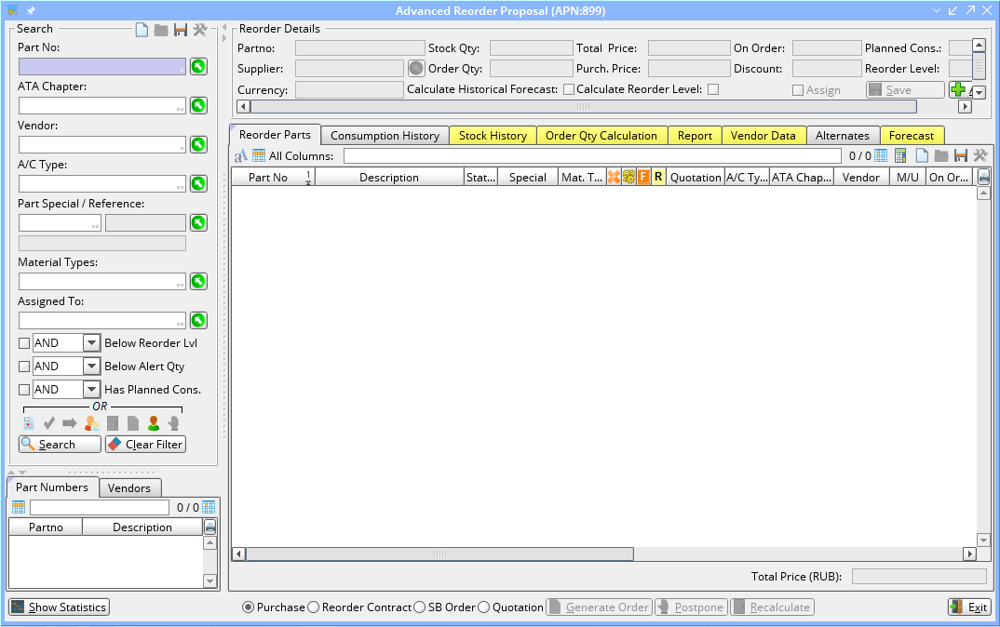 Advanced Reorder Proposal (APN:899)
Search
Part No:
ATA Chapter:
Vendor:
A/C Type:
Part Special / Reference:
Material Types:
Assigned To:
AND Below Reorder Lvl
AND Below Alert Qty
AND Has Planned Cons.
OR
Search Clear Filter
Part Numbers Vendors
0 / 0
Partno Description
Show Statistics
Reorder Details
Partno: Stock Qty: Total Price: On Order: Planned Cons.:
Supplier: Order Qty: Purch. Price: Discount: Reorder Level:
Currency: Calculate Historical Forecast: Calculate Reorder Level: Assign Save
Reorder Parts Consumption History Stock History Order Qty Calculation Report Vendor Data Alternates Forecast
All Columns: 0 / 0
Part No 1 Description Stat... Special Mat. T... F R Quotation A/C Ty... ATA Chap... Vendor M/U On Or...
Total Price (RUB):
Purchase Reorder Contract SB Order Quotation Generate Order Postpone Recalculate Exit